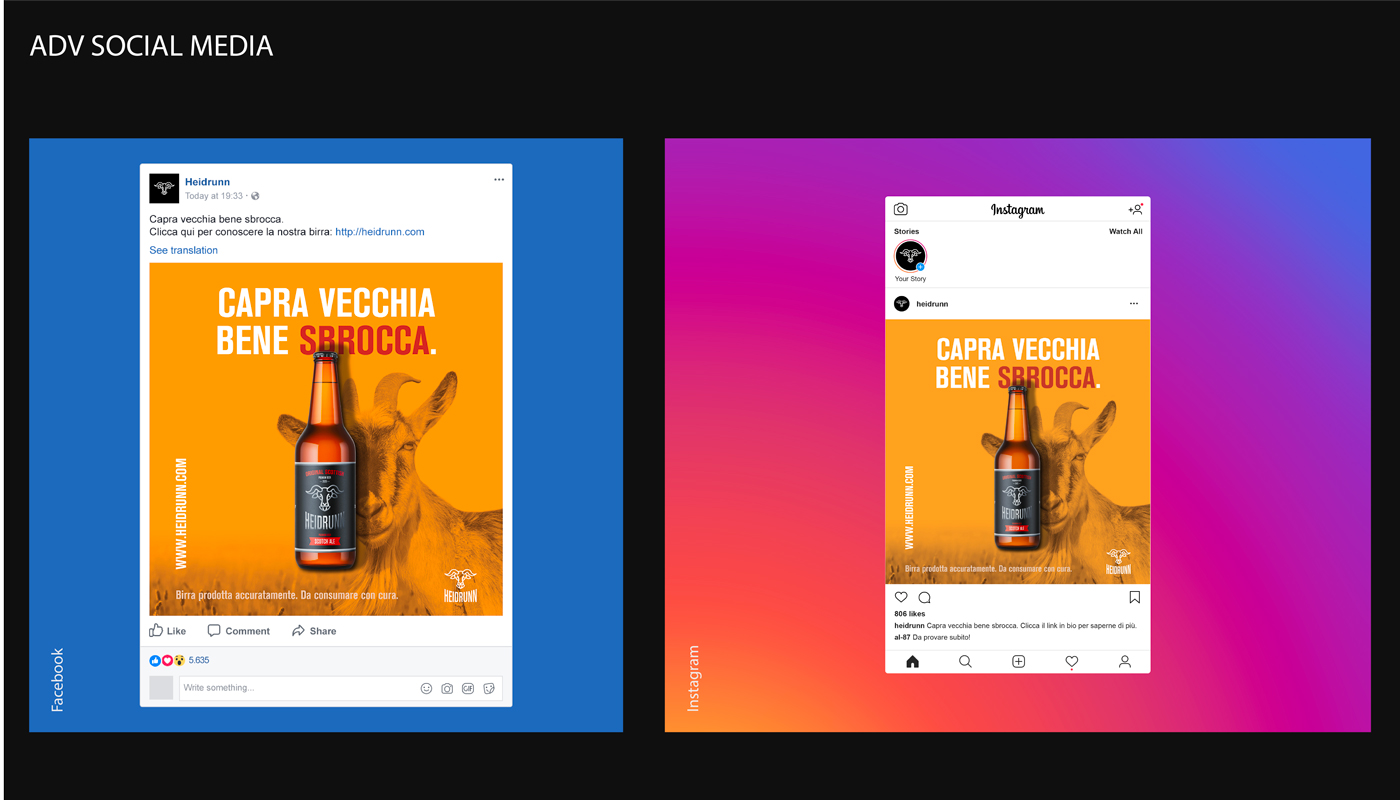 ADV SOCIAL MEDIA
Heidrunn
Today at 19:33
Capra vecchia bene sbrocca.
Clicca qui per conoscere la nostra birra: http://heidrunn.com
See translation
CAPRA VECCHIA
BENE SBROCCA.
WWW.HEIDRUNN.COM
HEIDRUNN
SCOTCH ALE
Birra prodotta accuratamente. Da consumare con cura.
HEIDRUNN
Like
Comment
Share
5.635
Write something...
GIF
Facebook
Instagram
Stories
Watch All
Your Story
heidrunn
CAPRA VECCHIA
BENE SBROCCA.
WWW.HEIDRUNN.COM
HEIDRUNN
SCOTCH ALE
Birra prodotta accuratamente. Da consumare con cura.
HEIDRUNN
806 likes
heidrunn Capra vecchia bene sbrocca. Clicca il link in bio per saperne di più.
al-87 Da provare subito!
Instagram